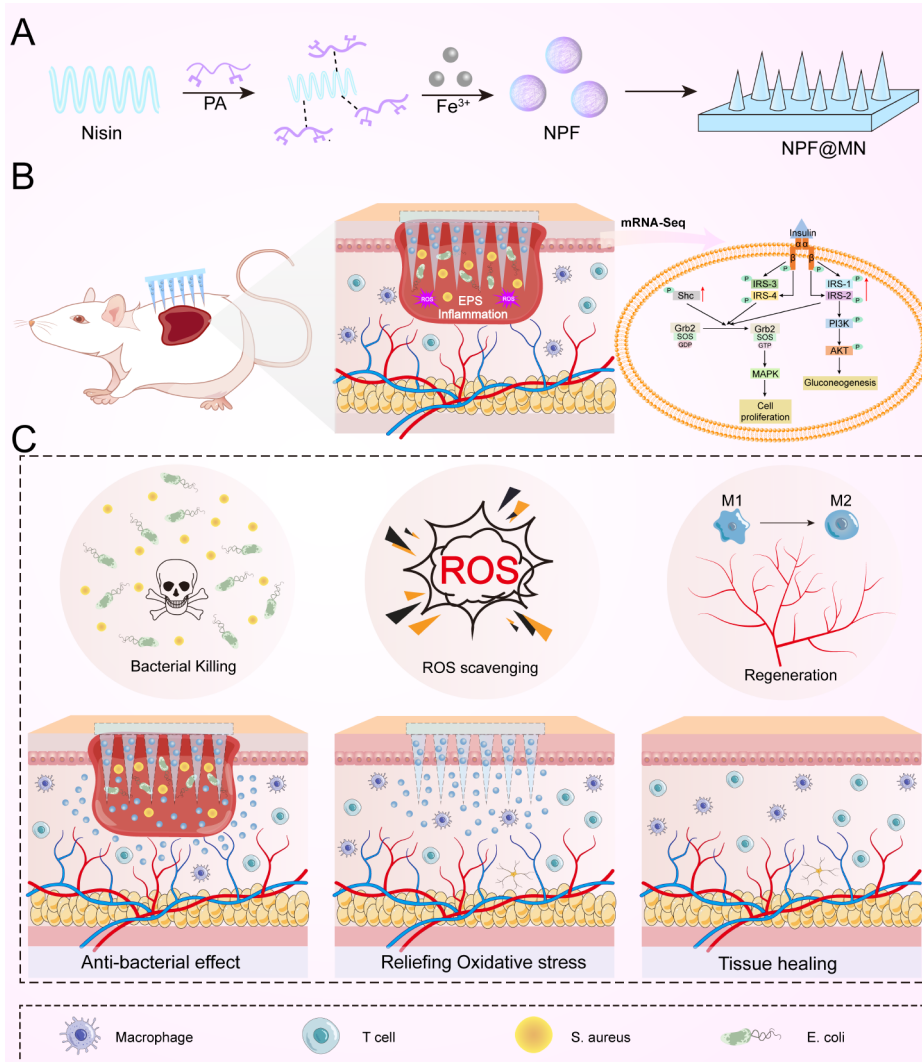 A
Nisin
PA
Fe³⁺
NPF
NPF@MN
B
ROS
ROS
EPS
Inflammation
mRNA-Seq
Insulin
α α
β β
P P
P P
P IRS-3
P IRS-4
IRS-1
IRS-2 P
P
Shc
P
PI3K P
Grb2
SOS
GDP
Grb2
SOS
GTP
AKT P
MAPK
Gluconeogenesis
Cell
proliferation
C
Bacterial Killing
ROS
ROS scavenging
M1
M2
Regeneration
Anti-bacterial effect
Reliefing Oxidative stress
Tissue healing
Macrophage
T cell
S. aureus
E. coli